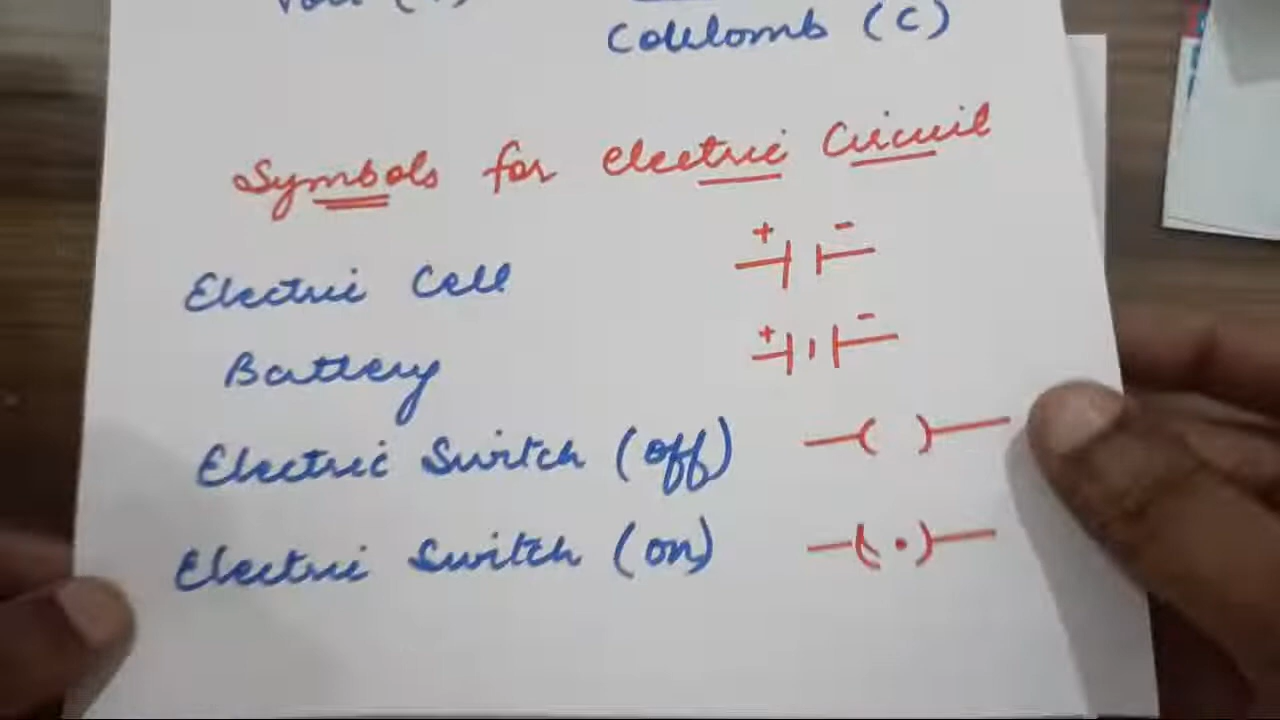 Coulomb (C)
Symbols for Electric Circuit
Electric Cell + -
Battery + -
Electric Switch (off)
Electric Switch (on)